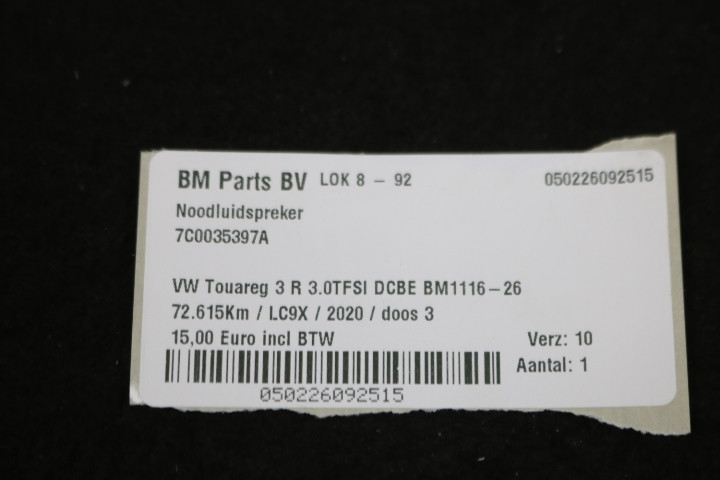 BM Parts BV LOK 8 - 92 050226092515
Noodluidspreker
7C0035397A
VW Touareg 3 R 3.0TFSI DCBE BM1116-26
72.615Km / LC9X / 2020 / doos 3
15,00 Euro incl BTW Verz: 10
Aantal: 1
050226092515